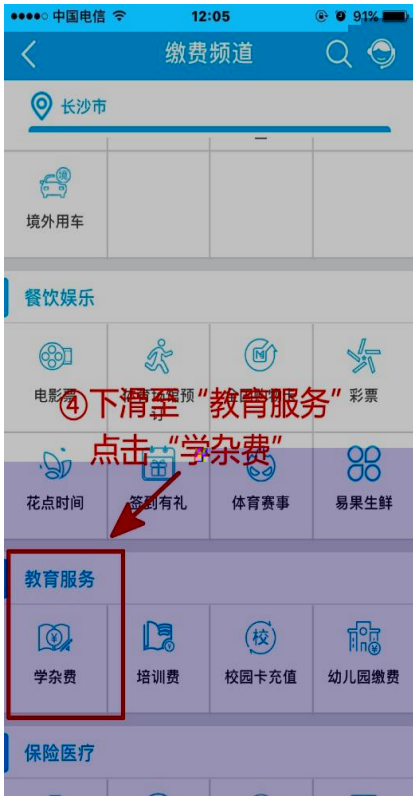 中国电信 12:05 91%
缴费频道
长沙市
境外用车
餐饮娱乐
电影票 彩票
④下滑至“教育服务”
点击“学杂费”
花点时间 签到有礼 体育赛事 易果生鲜
教育服务
学杂费 培训费 校园卡充值 幼儿园缴费
保险医疗